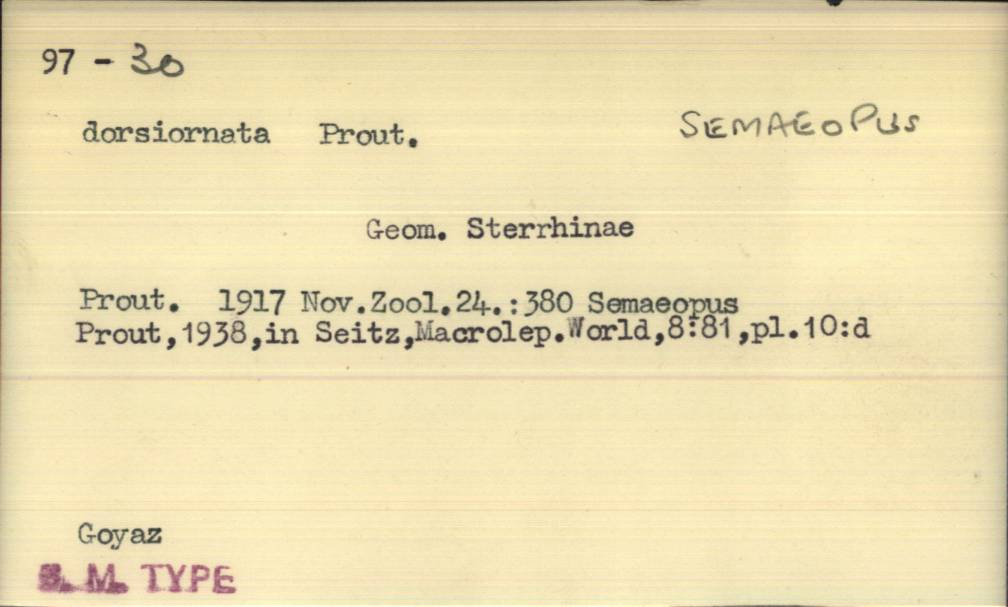 97 - 30
dorsiornata Prout. SEMAEOPUS
Geom. Sterrhinae
Prout. 1917 Nov.Zool.24.:380 Semaeopus
Prout,1938,in Seitz,Macrolep.World,8:81,pl.10:d
Goyaz
B. M. TYPE